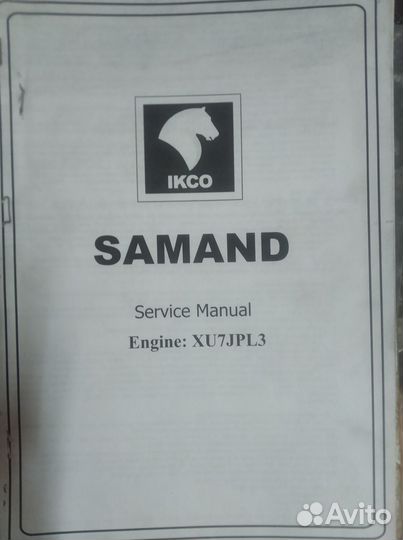 IKCO
SAMAND
Service Manual
Engine: XU7JPL3
Avito